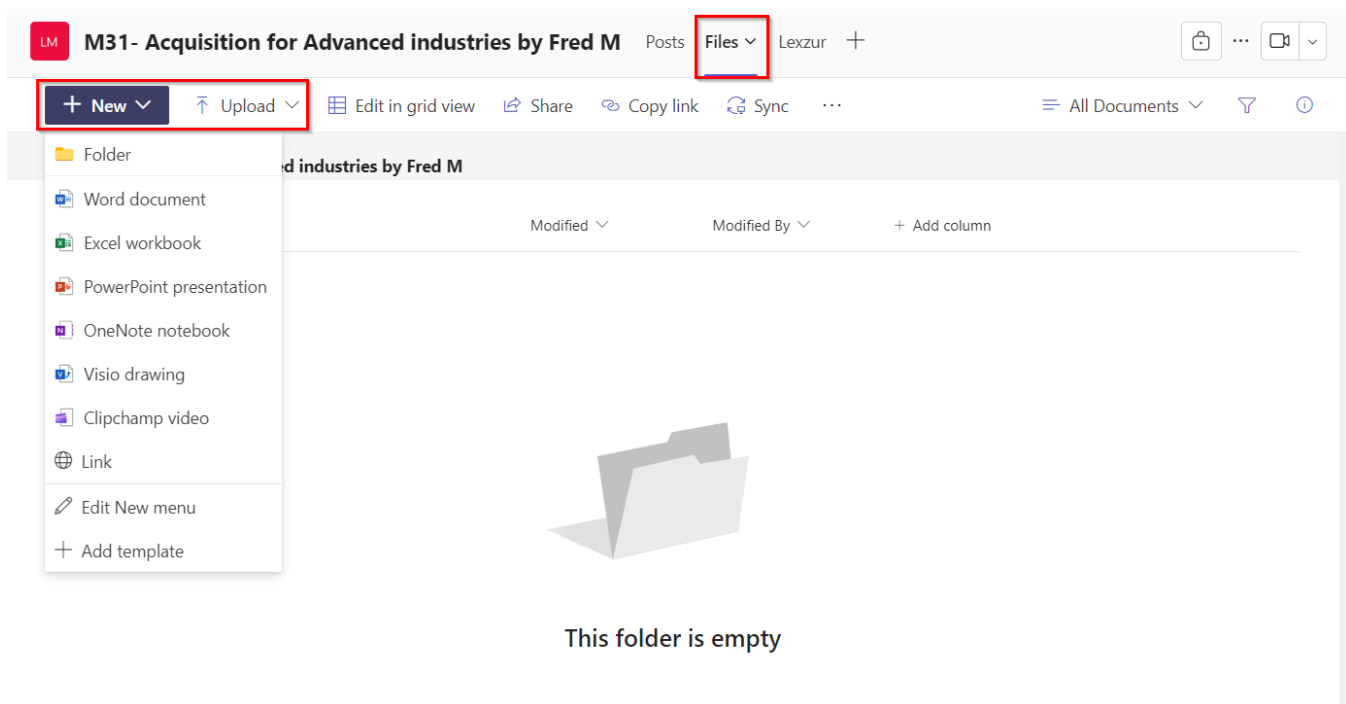 LM M31- Acquisition for Advanced industries by Fred M Posts Files Lexzur
+ New Upload Edit in grid view Share Copy link Sync ... All Documents
Folder
ed industries by Fred M
Word document
Modified Modified By + Add column
Excel workbook
PowerPoint presentation
OneNote notebook
Visio drawing
Clipchamp video
Link
Edit New menu
+ Add template
This folder is empty